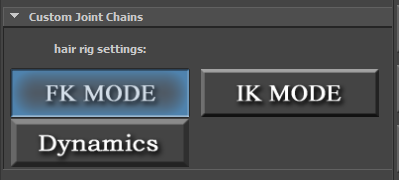 Custom Joint Chains
hair rig settings:
FK MODE
IK MODE
Dynamics